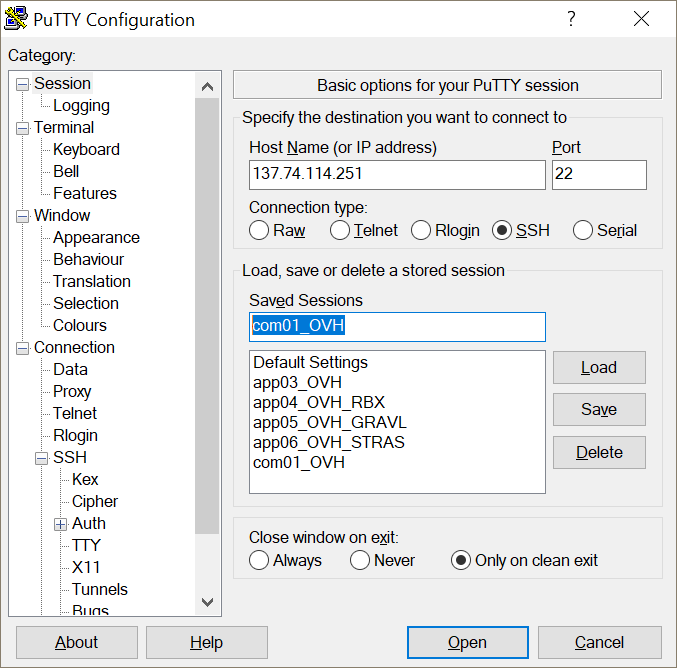 PuTTY Configuration
?
Category:
Session
Logging
Terminal
Keyboard
Bell
Features
Window
Appearance
Behaviour
Translation
Selection
Colours
Connection
Data
Proxy
Telnet
Rlogin
SSH
Kex
Cipher
Auth
TTY
X11
Tunnels
Bugs
Basic options for your PuTTY session
Specify the destination you want to connect to
Host Name (or IP address) Port
137.74.114.251 22
Connection type:
Raw Telnet Rlogin SSH Serial
Load, save or delete a stored session
Saved Sessions
com01_OVH
Default Settings
app03_OVH
app04_OVH_RBX
app05_OVH_GRAVL
app06_OVH_STRAS
com01_OVH
Load
Save
Delete
Close window on exit:
Always Never Only on clean exit
About Help Open Cancel